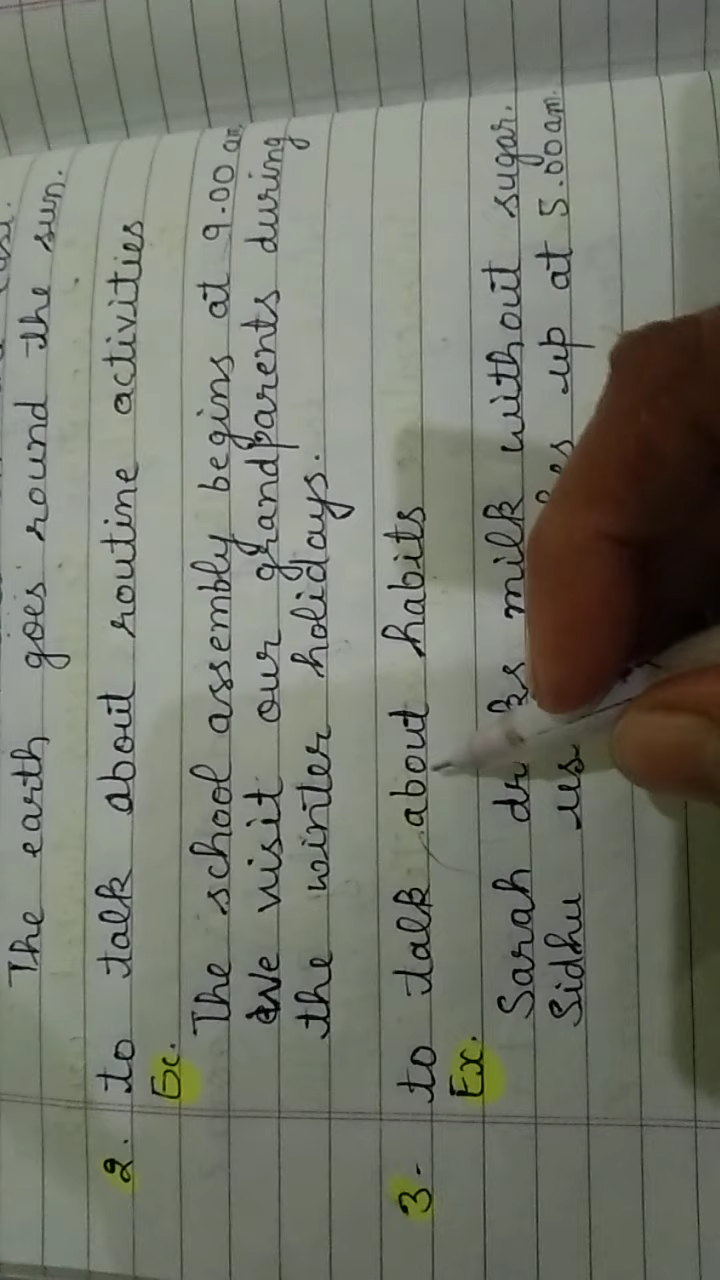 The earth goes round the sun.
2. to talk about routine activities
Ex.
The school assembly begins at 9.00 am.
We visit our grandparents during
the winter holidays.
3- to talk about habits
Ex.
Sarah milk without sugar.
Sidhu up at 5.00am.